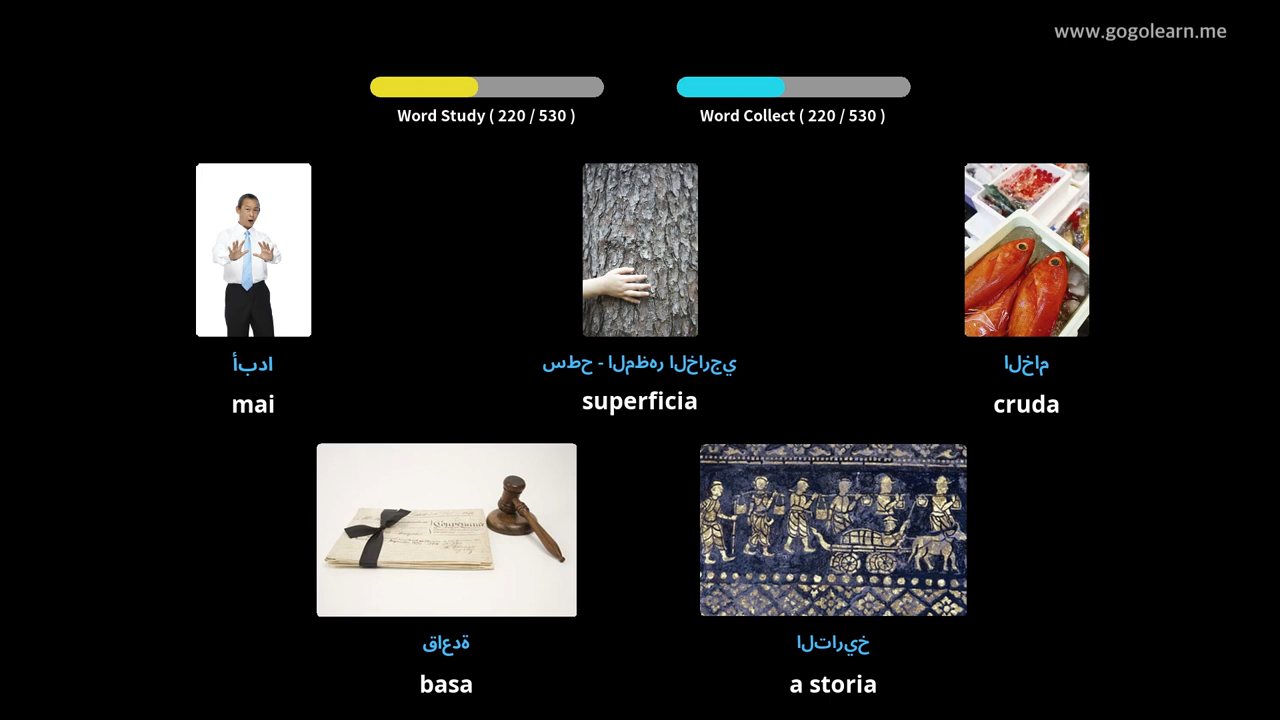 www.gogolearn.me
Word Study ( 220 / 530 )
Word Collect ( 220 / 530 )
أبدا
mai
سطح - المظهر الخارجي
superficia
الخام
cruda
قاعدة
basa
التاريخ
a storia